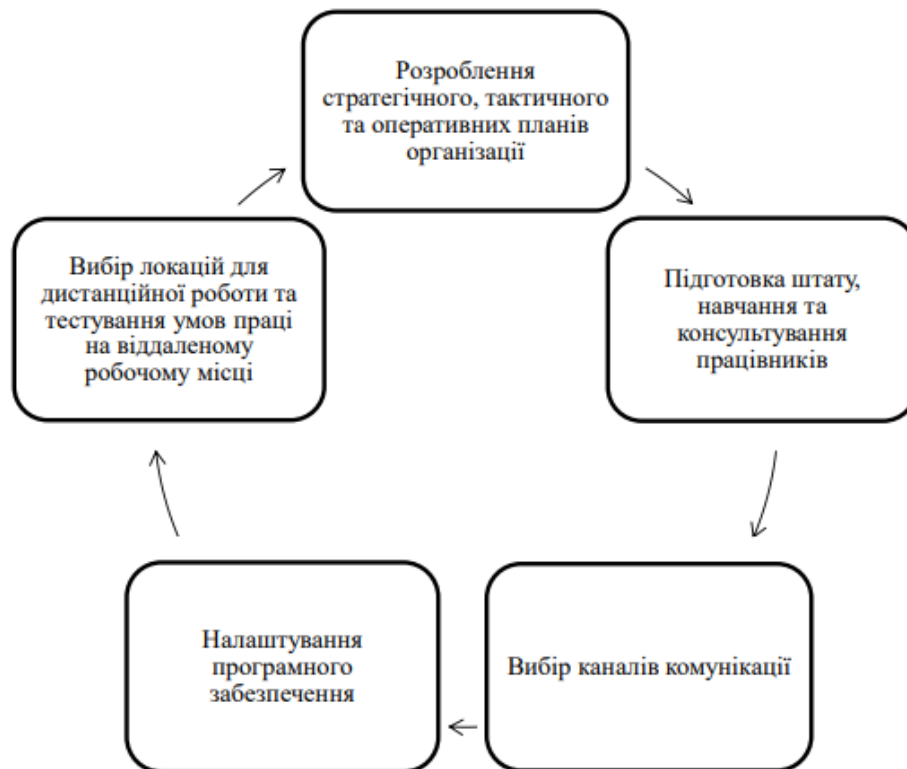 Розроблення
стратегічного, тактичного
та оперативних планів
організації
Підготовка штату,
навчання та
консультування
працівників
Вибір каналів комунікації
Налаштування
програмного
забезпечення
Вибір локацій для
дистанційної роботи та
тестування умов праці
на віддаленому
робочому місці